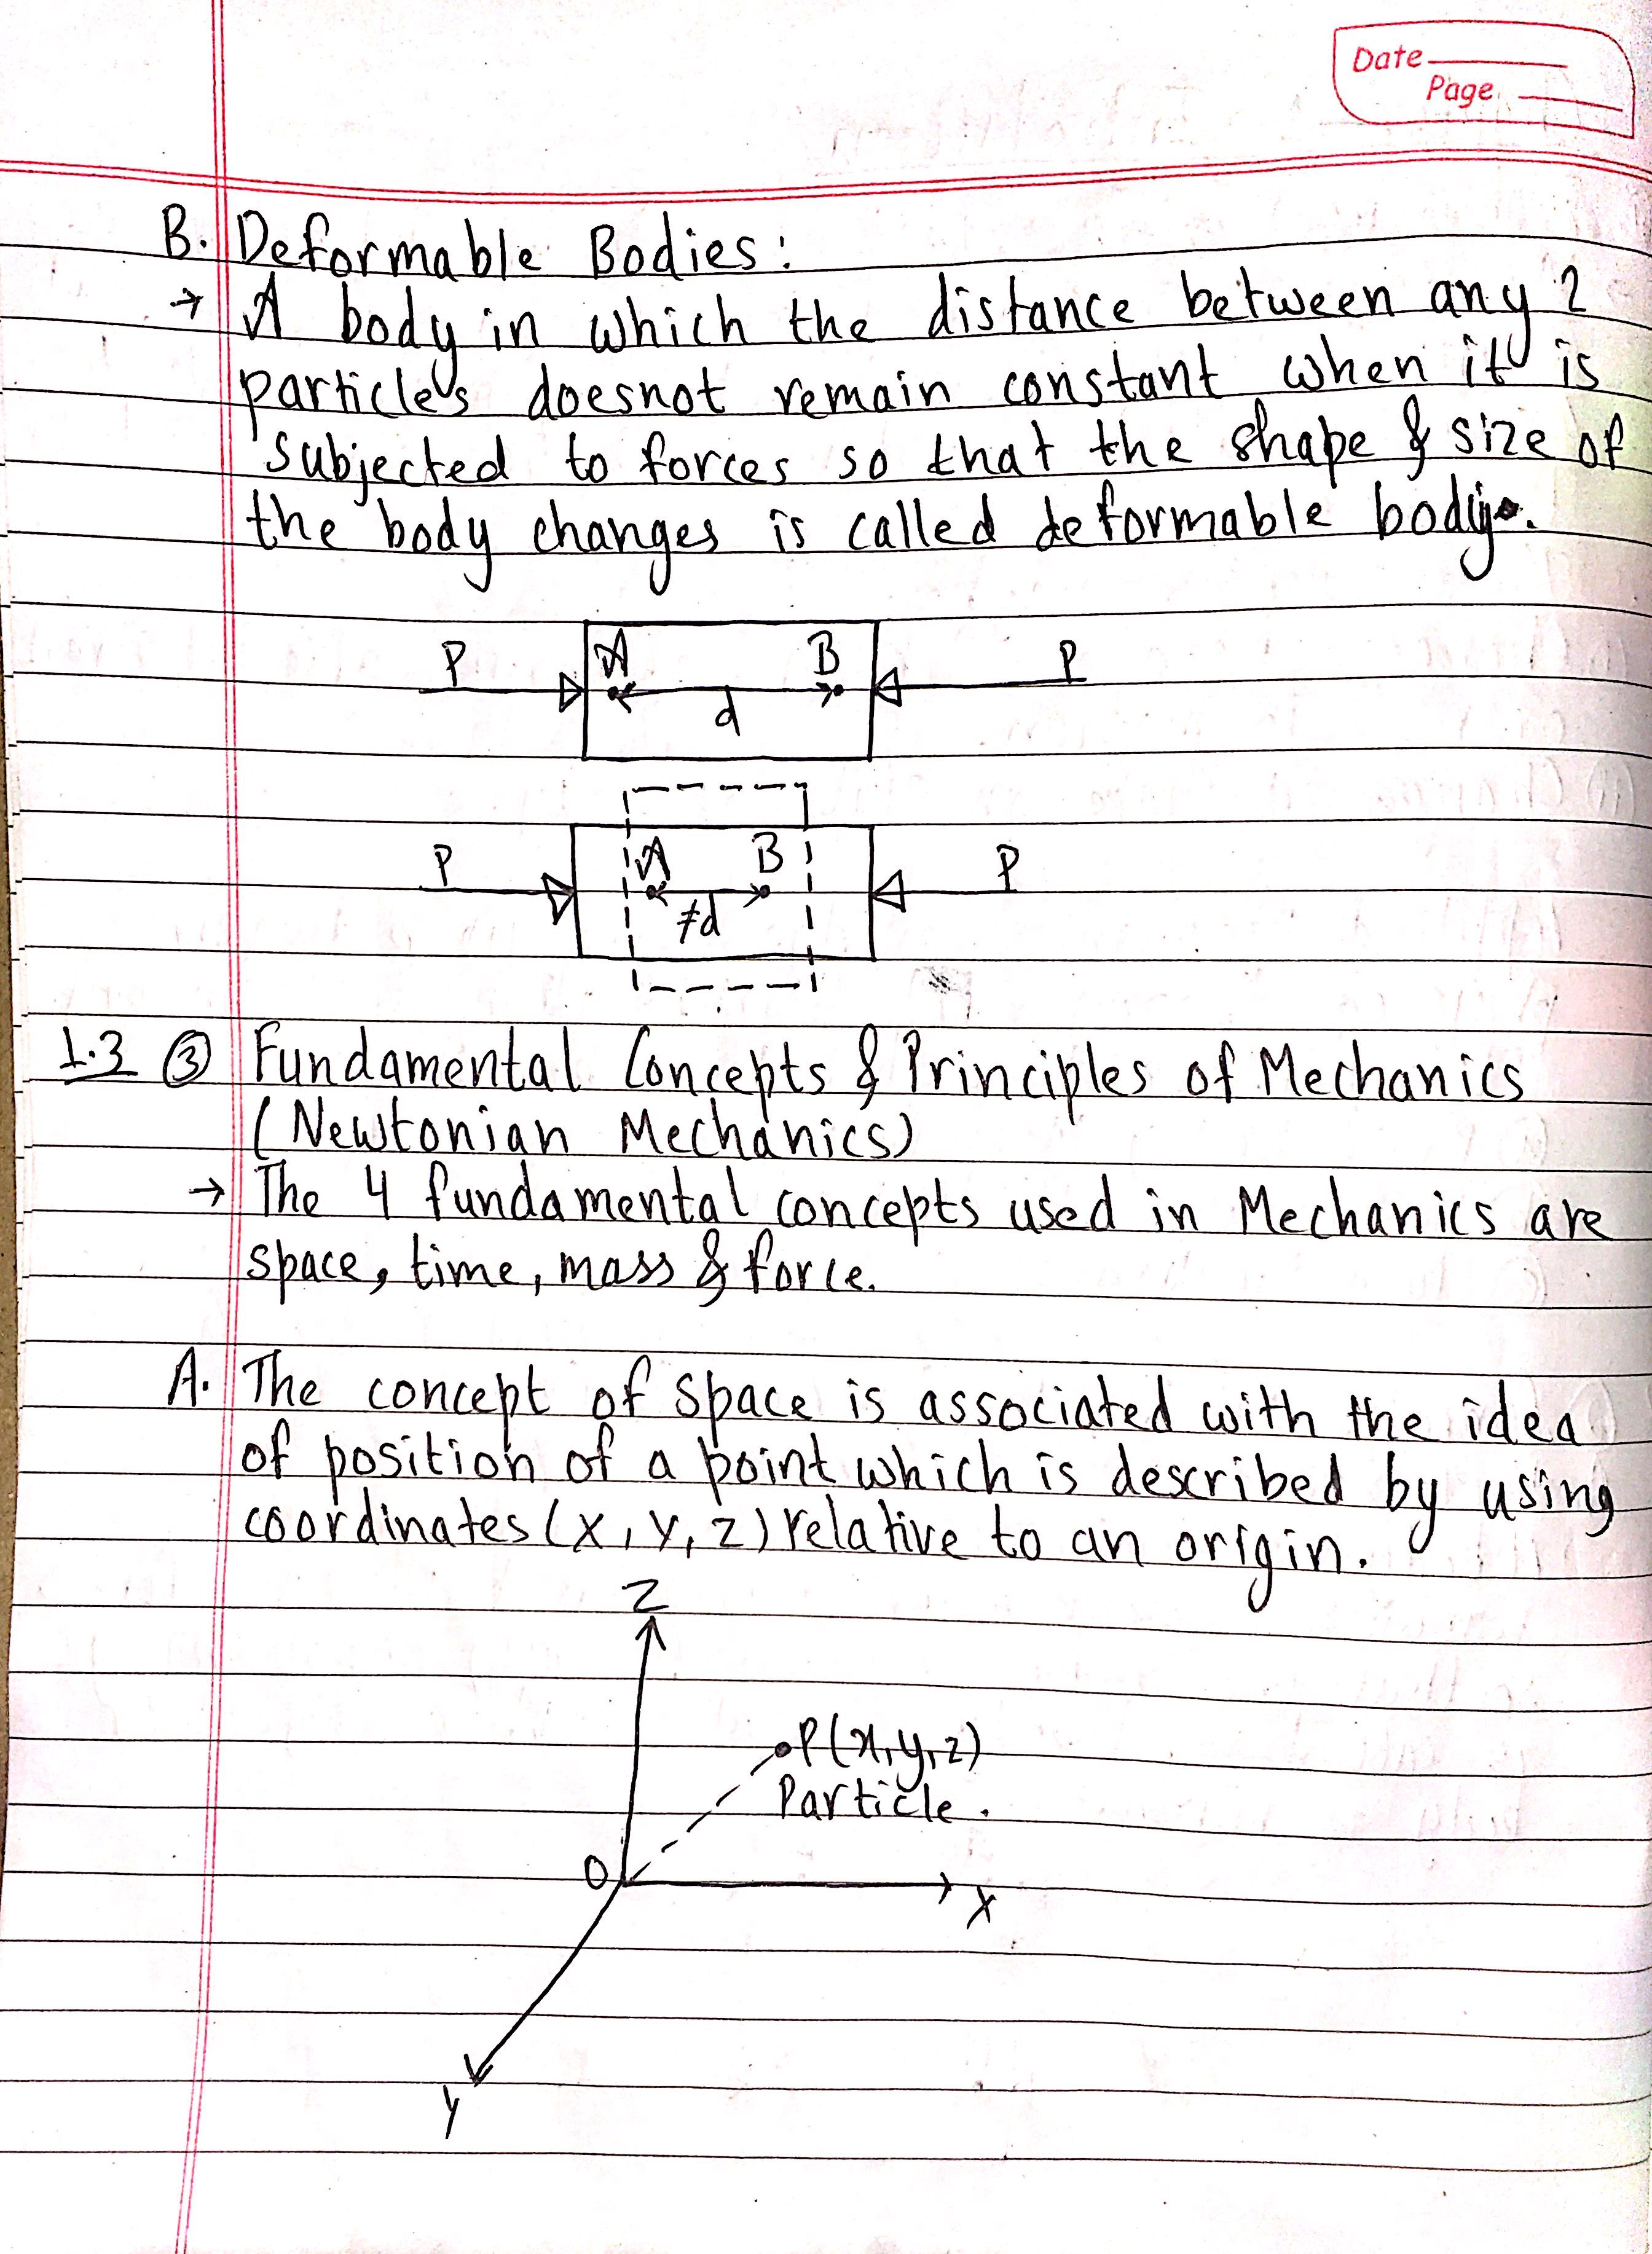 Date
Page
B. Deformable Bodies:
→ A body in which the distance between any 2
particles doesnot remain constant when it is
subjected to forces so that the shape & size of
the body changes is called deformable body.
P A B P
d
P A B P
≠d
1.3 ③ Fundamental Concepts & Principles of Mechanics
(Newtonian Mechanics)
→ The 4 fundamental concepts used in Mechanics are
space, time, mass & force.
A. The concept of space is associated with the idea
of position of a point which is described by using
coordinates (X, Y, Z) relative to an origin.
Z
P(x,y,z)
Particle.
O
X
Y